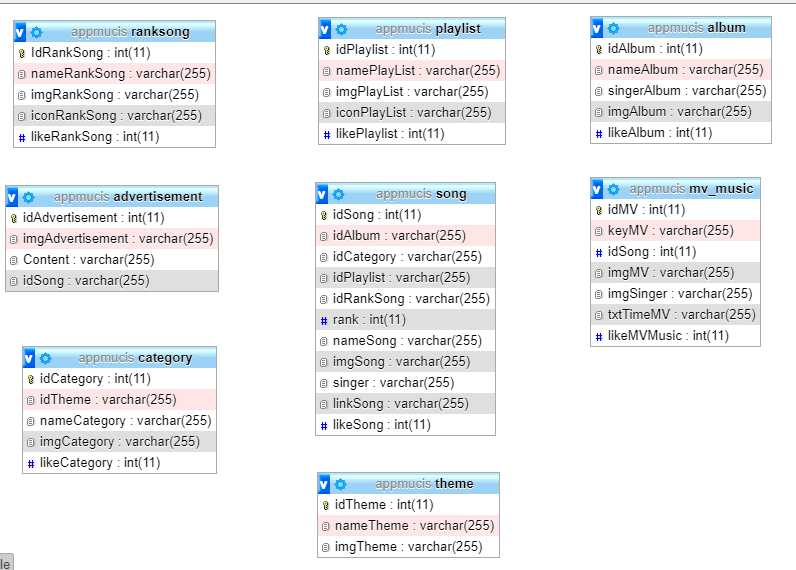 appmucis ranksong
IdRankSong : int(11)
nameRankSong : varchar(255)
imgRankSong : varchar(255)
iconRankSong : varchar(255)
# likeRankSong : int(11)
appmucis playlist
idPlaylist : int(11)
namePlayList : varchar(255)
imgPlayList : varchar(255)
iconPlayList : varchar(255)
# likePlaylist : int(11)
appmucis album
idAlbum : int(11)
nameAlbum : varchar(255)
singerAlbum : varchar(255)
imgAlbum : varchar(255)
# likeAlbum : int(11)
appmucis advertisement
idAdvertisement : int(11)
imgAdvertisement : varchar(255)
Content : varchar(255)
idSong : varchar(255)
appmucis song
idSong : int(11)
idAlbum : varchar(255)
idCategory : varchar(255)
idPlaylist : varchar(255)
idRankSong : varchar(255)
# rank : int(11)
nameSong : varchar(255)
imgSong : varchar(255)
singer : varchar(255)
linkSong : varchar(255)
# likeSong : int(11)
appmucis mv_music
idMV : int(11)
keyMV : varchar(255)
# idSong : int(11)
imgMV : varchar(255)
imgSinger : varchar(255)
txtTimeMV : varchar(255)
# likeMVMusic : int(11)
appmucis category
idCategory : int(11)
idTheme : varchar(255)
nameCategory : varchar(255)
imgCategory : varchar(255)
# likeCategory : int(11)
appmucis theme
idTheme : int(11)
nameTheme : varchar(255)
imgTheme : varchar(255)
le